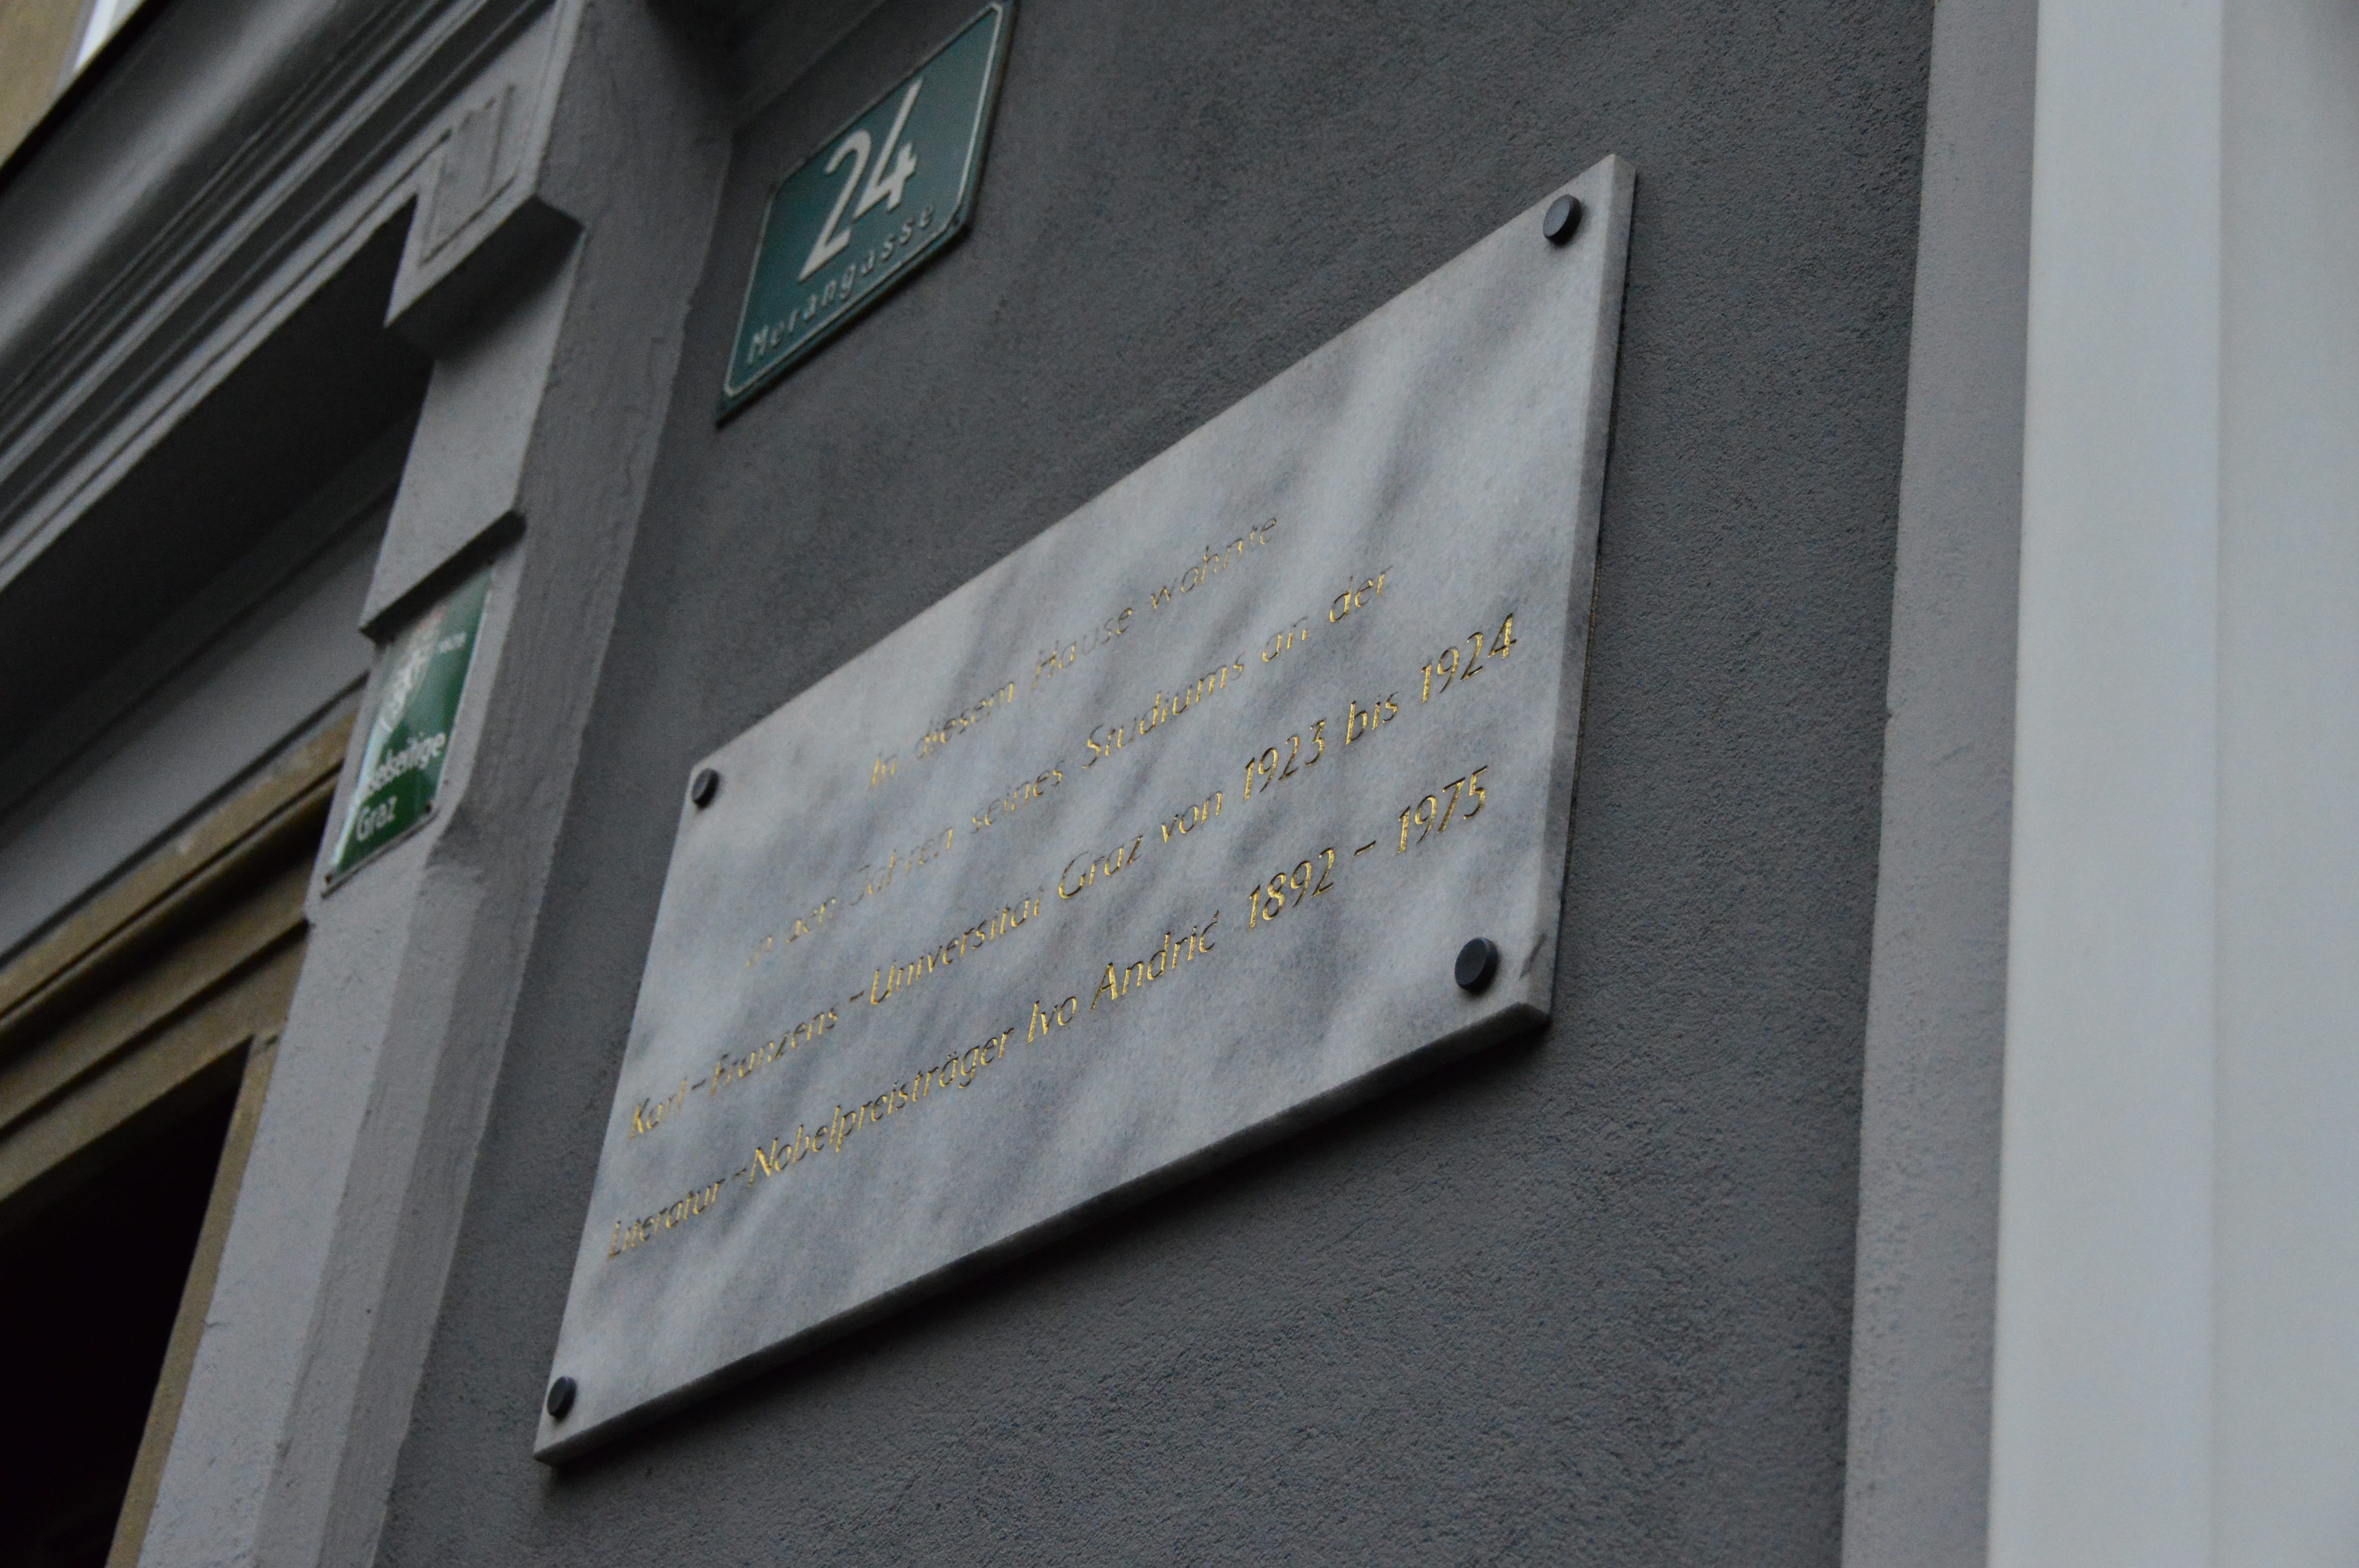 24
Merangasse
In diesem Hause wohnte
in den Jahren seines Studiums an der
Karl-Franzens-Universität Graz von 1923 bis 1924
Literatur-Nobelpreisträger Ivo Andrić 1892 - 1975
Graz